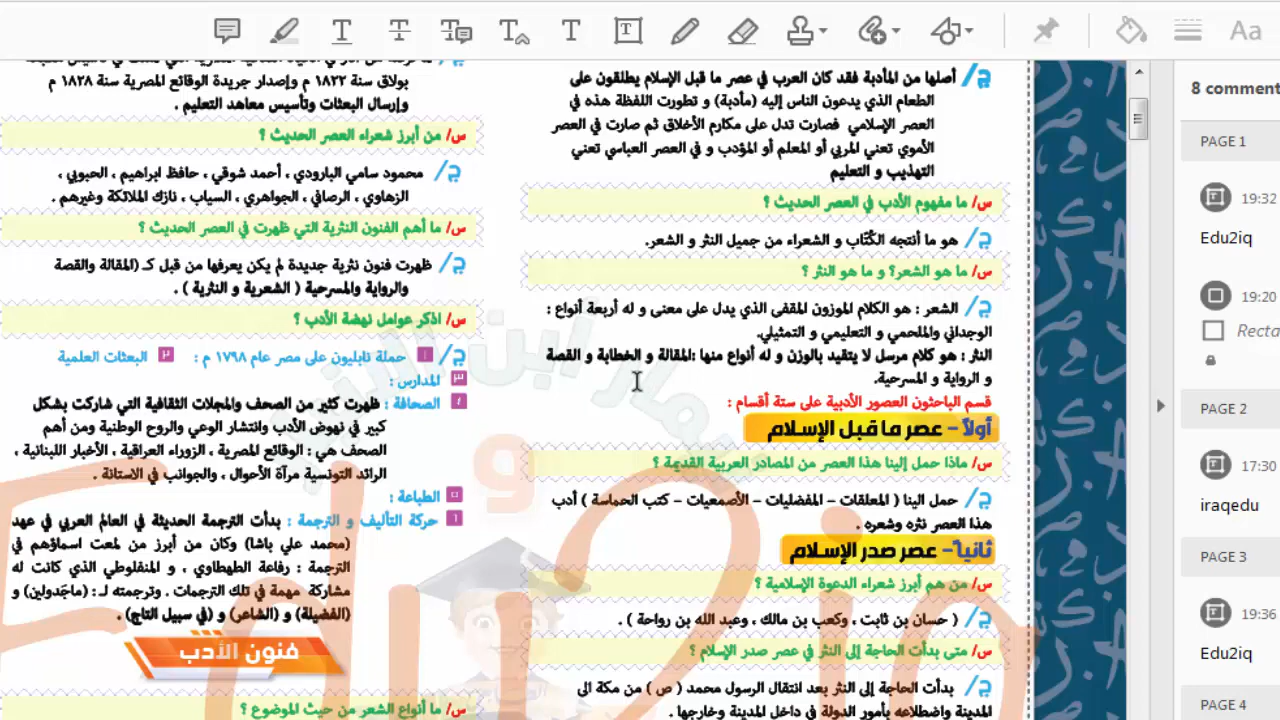 8 comment
PAGE 1
19:32
Edu2iq
19:20
Recta
PAGE 2
17:30
iraqedu
PAGE 3
19:36
Edu2iq
PAGE 4
ج/ أصلها من المأدبة فقد كان العرب في عصر ما قبل الإسلام يطلقون على
الطعام الذي يدعون الناس إليه (مأدبة) و تطورت اللفظة هذه في
العصر الإسلامي فصارت تدل على مكارم الأخلاق ثم صارت في العصر
الأموي تعني المربي أو المعلم أو المؤدب و في العصر العباسي تعني
التهذيب و التعليم
س/ ما مفهوم الأدب في العصر الحديث ؟
ج/ هو ما أنتجه الكُتّاب و الشعراء من جميل النثر و الشعر.
س/ ما هو الشعر؟ و ما هو النثر ؟
ج/ الشعر : هو الكلام الموزون المقفى الذي يدل على معنى و له أربعة أنواع :
الوجداني والملحمي و التعليمي و التمثيلي.
النثر : هو كلام مرسل لا يتقيد بالوزن و له أنواع منها :المقالة و الخطابة و القصة
و الرواية و المسرحية.
قسم الباحثون العصور الأدبية على ستة أقسام :
أولاً – عصر ما قبل الإسلام
س/ ماذا حمل إلينا هذا العصر من المصادر العربية القديمة ؟
ج/ حمل الينا ( المعلقات – المفضليات – الأصمعيات – كتب الحماسة ) أدب
هذا العصر نثره وشعره .
ثانياً – عصر صدر الإسلام
س/ من هم أبرز شعراء الدعوة الإسلامية ؟
ج/ ( حسان بن ثابت ، وكعب بن مالك ، وعبد الله بن رواحة ) .
س/ متى بدأت الحاجة إلى النثر في عصر صدر الإسلام ؟
ج/ بدأت الحاجة إلى النثر بعد انتقال الرسول محمد ( ص ) من مكة الى
المدينة واضطلاعه بأمور الدولة في داخل المدينة وخارجها .
بولاق سنة ١٨٢٢ م وإصدار جريدة الوقائع المصرية سنة ١٨٢٨ م
وإرسال البعثات وتأسيس معاهد التعليم .
س/ من أبرز شعراء العصر الحديث ؟
ج/ محمود سامي البارودي ، أحمد شوقي ، حافظ ابراهيم ، الحبوبي ،
الزهاوي ، الرصافي ، الجواهري ، السياب ، نازك الملائكة وغيرهم .
س/ ما أهم الفنون النثرية التي ظهرت في العصر الحديث ؟
ج/ ظهرت فنون نثرية جديدة لم يكن يعرفها من قبل كـ (المقالة والقصة
والرواية والمسرحية ( الشعرية و النثرية ) .
س/ اذكر عوامل نهضة الأدب ؟
ج/ ١ حملة نابليون على مصر عام ١٧٩٨ م : ٢ البعثات العلمية
٣ المدارس :
٤ الصحافة : ظهرت كثير من الصحف والمجلات الثقافية التي شاركت بشكل
كبير في نهوض الأدب وانتشار الوعي والروح الوطنية ومن أهم
الصحف هي : الوقائع المصرية ، الزوراء العراقية ، الأخبار اللبنانية ،
الرائد التونسية مرآة الأحوال ، والجوانب في الاستانة .
٥ الطباعة :
٦ حركة التأليف و الترجمة : بدأت الترجمة الحديثة في العالم العربي في عهد
(محمد علي باشا) وكان من أبرز من لمعت اسماؤهم في
الترجمة : رفاعة الطهطاوي ، و المنفلوطي الذي كانت له
مشاركة مهمة في تلك الترجمات . وترجمته لـ : (ماجَدولين) و
(الفضيلة) و (الشاعر) و (في سبيل التاج) .
فنون الأدب
س/ ما أنواع الشعر من حيث الموضوع ؟
Edu2iq